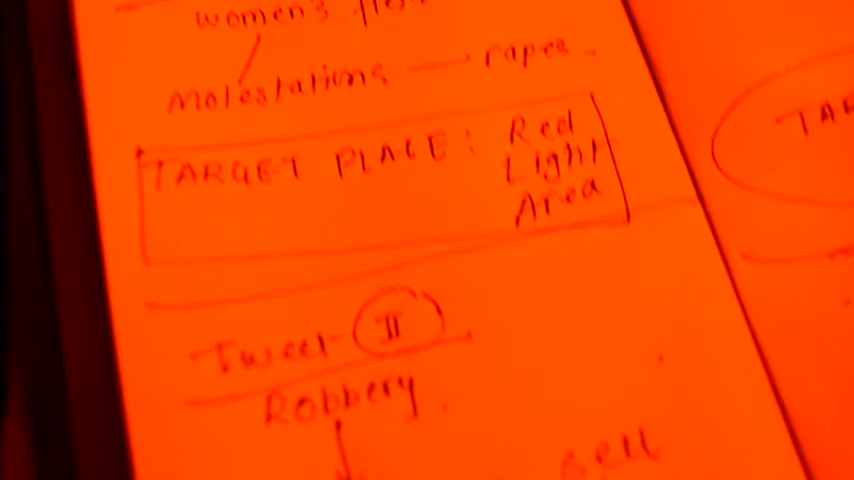 women's
Molestations — rapes.
TARGET PLACE: Red
Light
Area
Tweet II
Robbery
sell